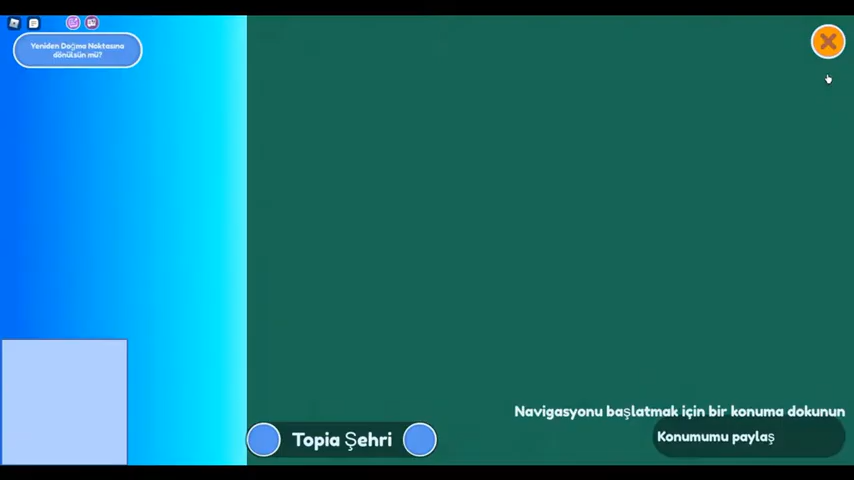 Yeniden Doğma Noktasına
dönülsün mü?
Navigasyonu başlatmak için bir konuma dokunun
Topia Şehri
Konumumu paylaş